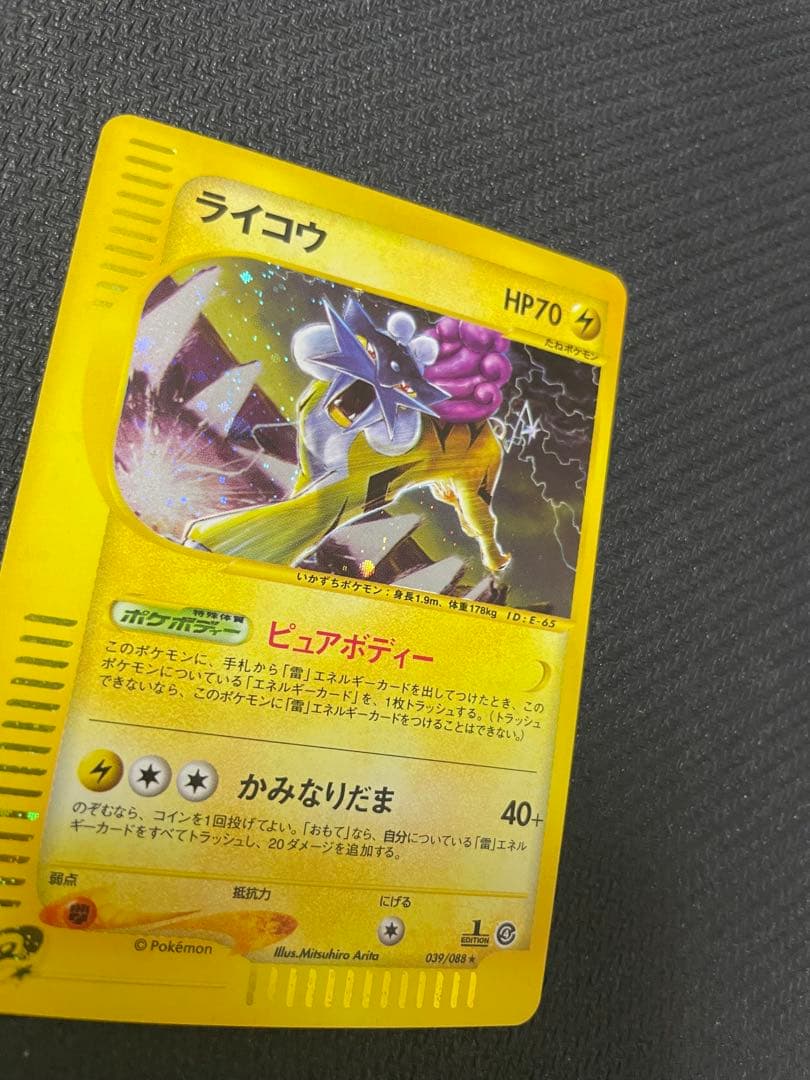 ライコウ
HP70
たねポケモン
いかずちポケモン：身長1.9m、体重178kg ID：E-65
特殊体質
ポケボディー
ピュアボディー
このポケモンに、手札から「雷」エネルギーカードを出してつけたとき、この
ポケモンについている「エネルギーカード」を、1枚トラッシュする。（トラッシュ
できないなら、このポケモンに「雷」エネルギーカードをつけることはできない。）
かみなりだま
40+
のぞむなら、コインを1回投げてよい。「おもて」なら、自分についている「雷」エネル
ギーカードをすべてトラッシュし、20ダメージを追加する。
弱点
抵抗力
にげる
© Pokémon
Illus.Mitsuhiro Arita
039/088★
1
EDITION